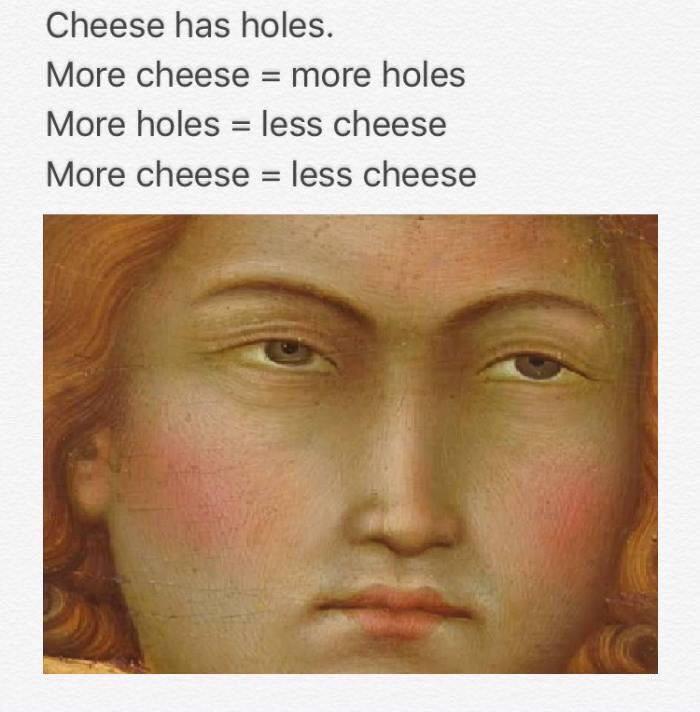 Cheese has holes.
More cheese = more holes
More holes = less cheese
More cheese = less cheese